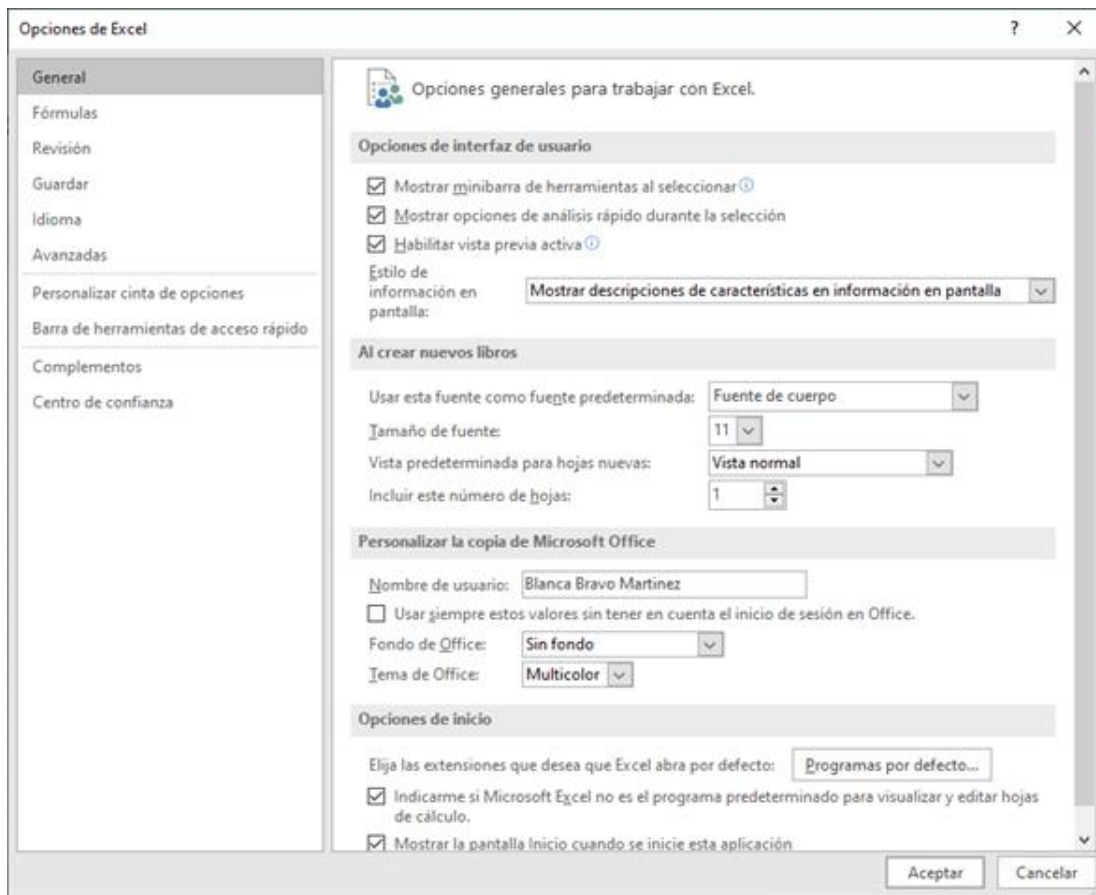 Opciones de Excel
?
General
Fórmulas
Revisión
Guardar
Idioma
Avanzadas
Personalizar cinta de opciones
Barra de herramientas de acceso rápido
Complementos
Centro de confianza
Opciones generales para trabajar con Excel.
Opciones de interfaz de usuario
Mostrar minibarra de herramientas al seleccionar
Mostrar opciones de análisis rápido durante la selección
Habilitar vista previa activa
Estilo de
información en
pantalla:
Mostrar descripciones de características en información en pantalla
Al crear nuevos libros
Usar esta fuente como fuente predeterminada: Fuente de cuerpo
Tamaño de fuente: 11
Vista predeterminada para hojas nuevas: Vista normal
Incluir este número de hojas: 1
Personalizar la copia de Microsoft Office
Nombre de usuario: Blanca Bravo Martinez
Usar siempre estos valores sin tener en cuenta el inicio de sesión en Office.
Fondo de Office: Sin fondo
Tema de Office: Multicolor
Opciones de inicio
Elija las extensiones que desea que Excel abra por defecto: Programas por defecto...
Indicarme si Microsoft Excel no es el programa predeterminado para visualizar y editar hojas
de cálculo.
Mostrar la pantalla Inicio cuando se inicie esta aplicación
Aceptar Cancelar